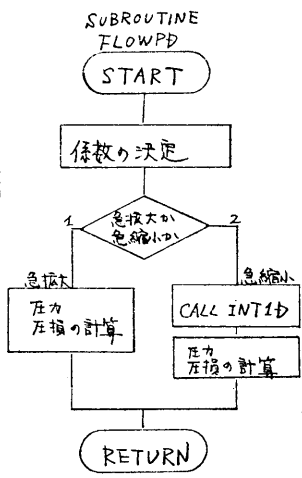 SUBROUTINE
FLOWPD
START
係数の決定
急拡大か
急縮小か
1
2
急拡大
圧力
圧損の計算
急縮小
CALL INT1D
圧力
圧損の計算
RETURN